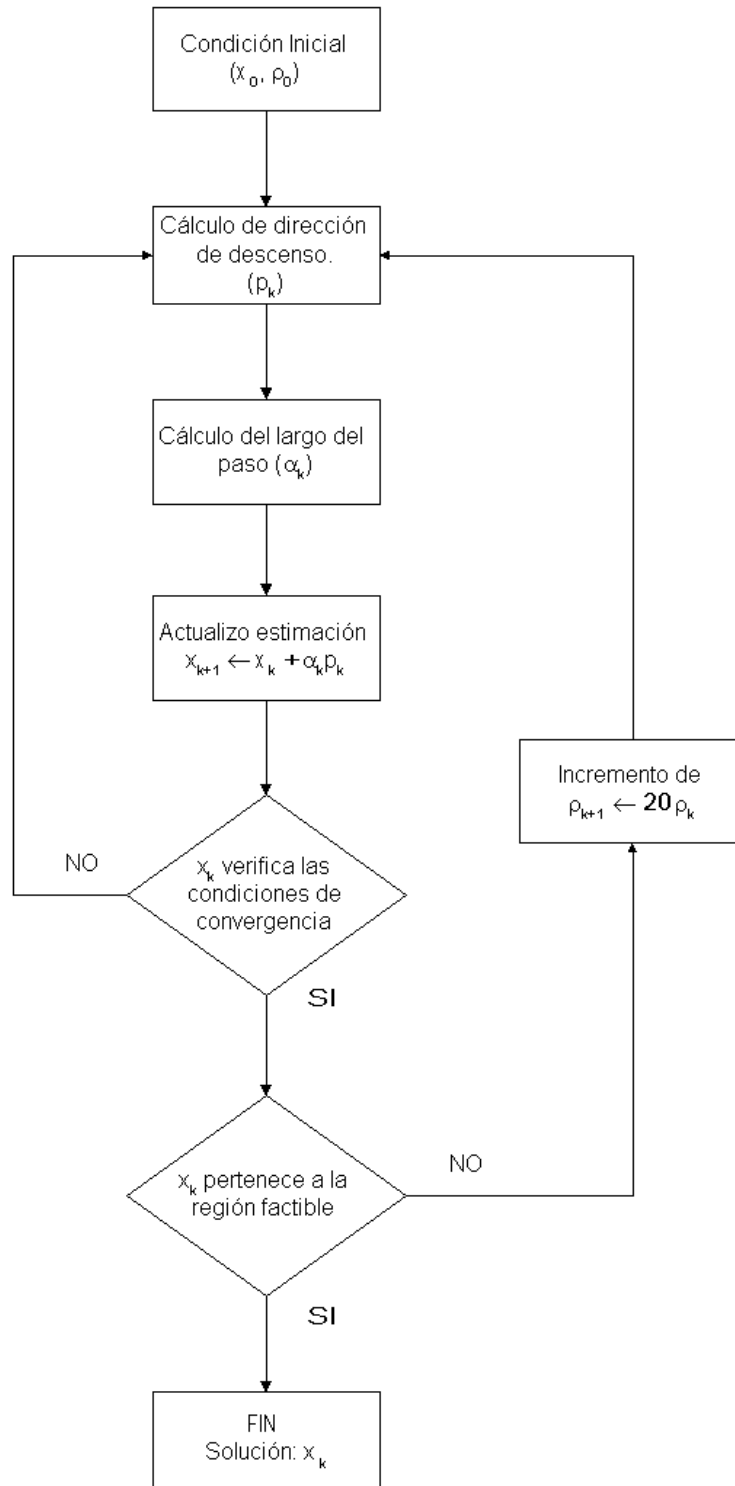 Condición Inicial
(x₀, ρ₀)
Cálculo de dirección
de descenso.
(pₖ)
Cálculo del largo del
paso (αₖ)
Actualizo estimación
xₖ₊₁ ← xₖ + αₖpₖ
Incremento de
ρₖ₊₁ ← 20 ρₖ
NO
xₖ verifica las
condiciones de
convergencia
SI
xₖ pertenece a la
región factible
NO
SI
FIN
Solución: xₖ